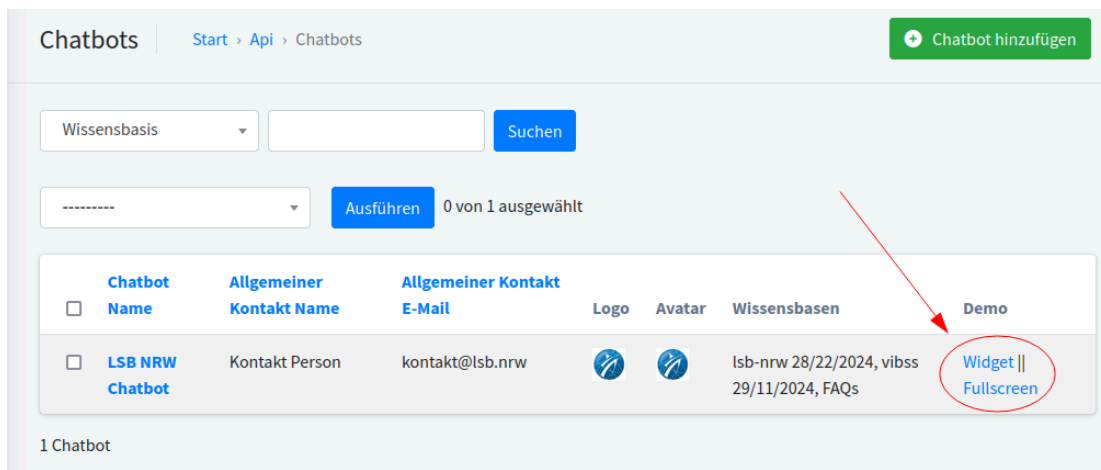 Chatbots Start › Api › Chatbots Chatbot hinzufügen
Wissensbasis Suchen
--------- Ausführen 0 von 1 ausgewählt
Chatbot Allgemeiner Allgemeiner Kontakt
Name Kontakt Name E-Mail Logo Avatar Wissensbasen Demo
LSB NRW Kontakt Person kontakt@lsb.nrw lsb-nrw 28/22/2024, vibss Widget ||
Chatbot 29/11/2024, FAQs Fullscreen
1 Chatbot